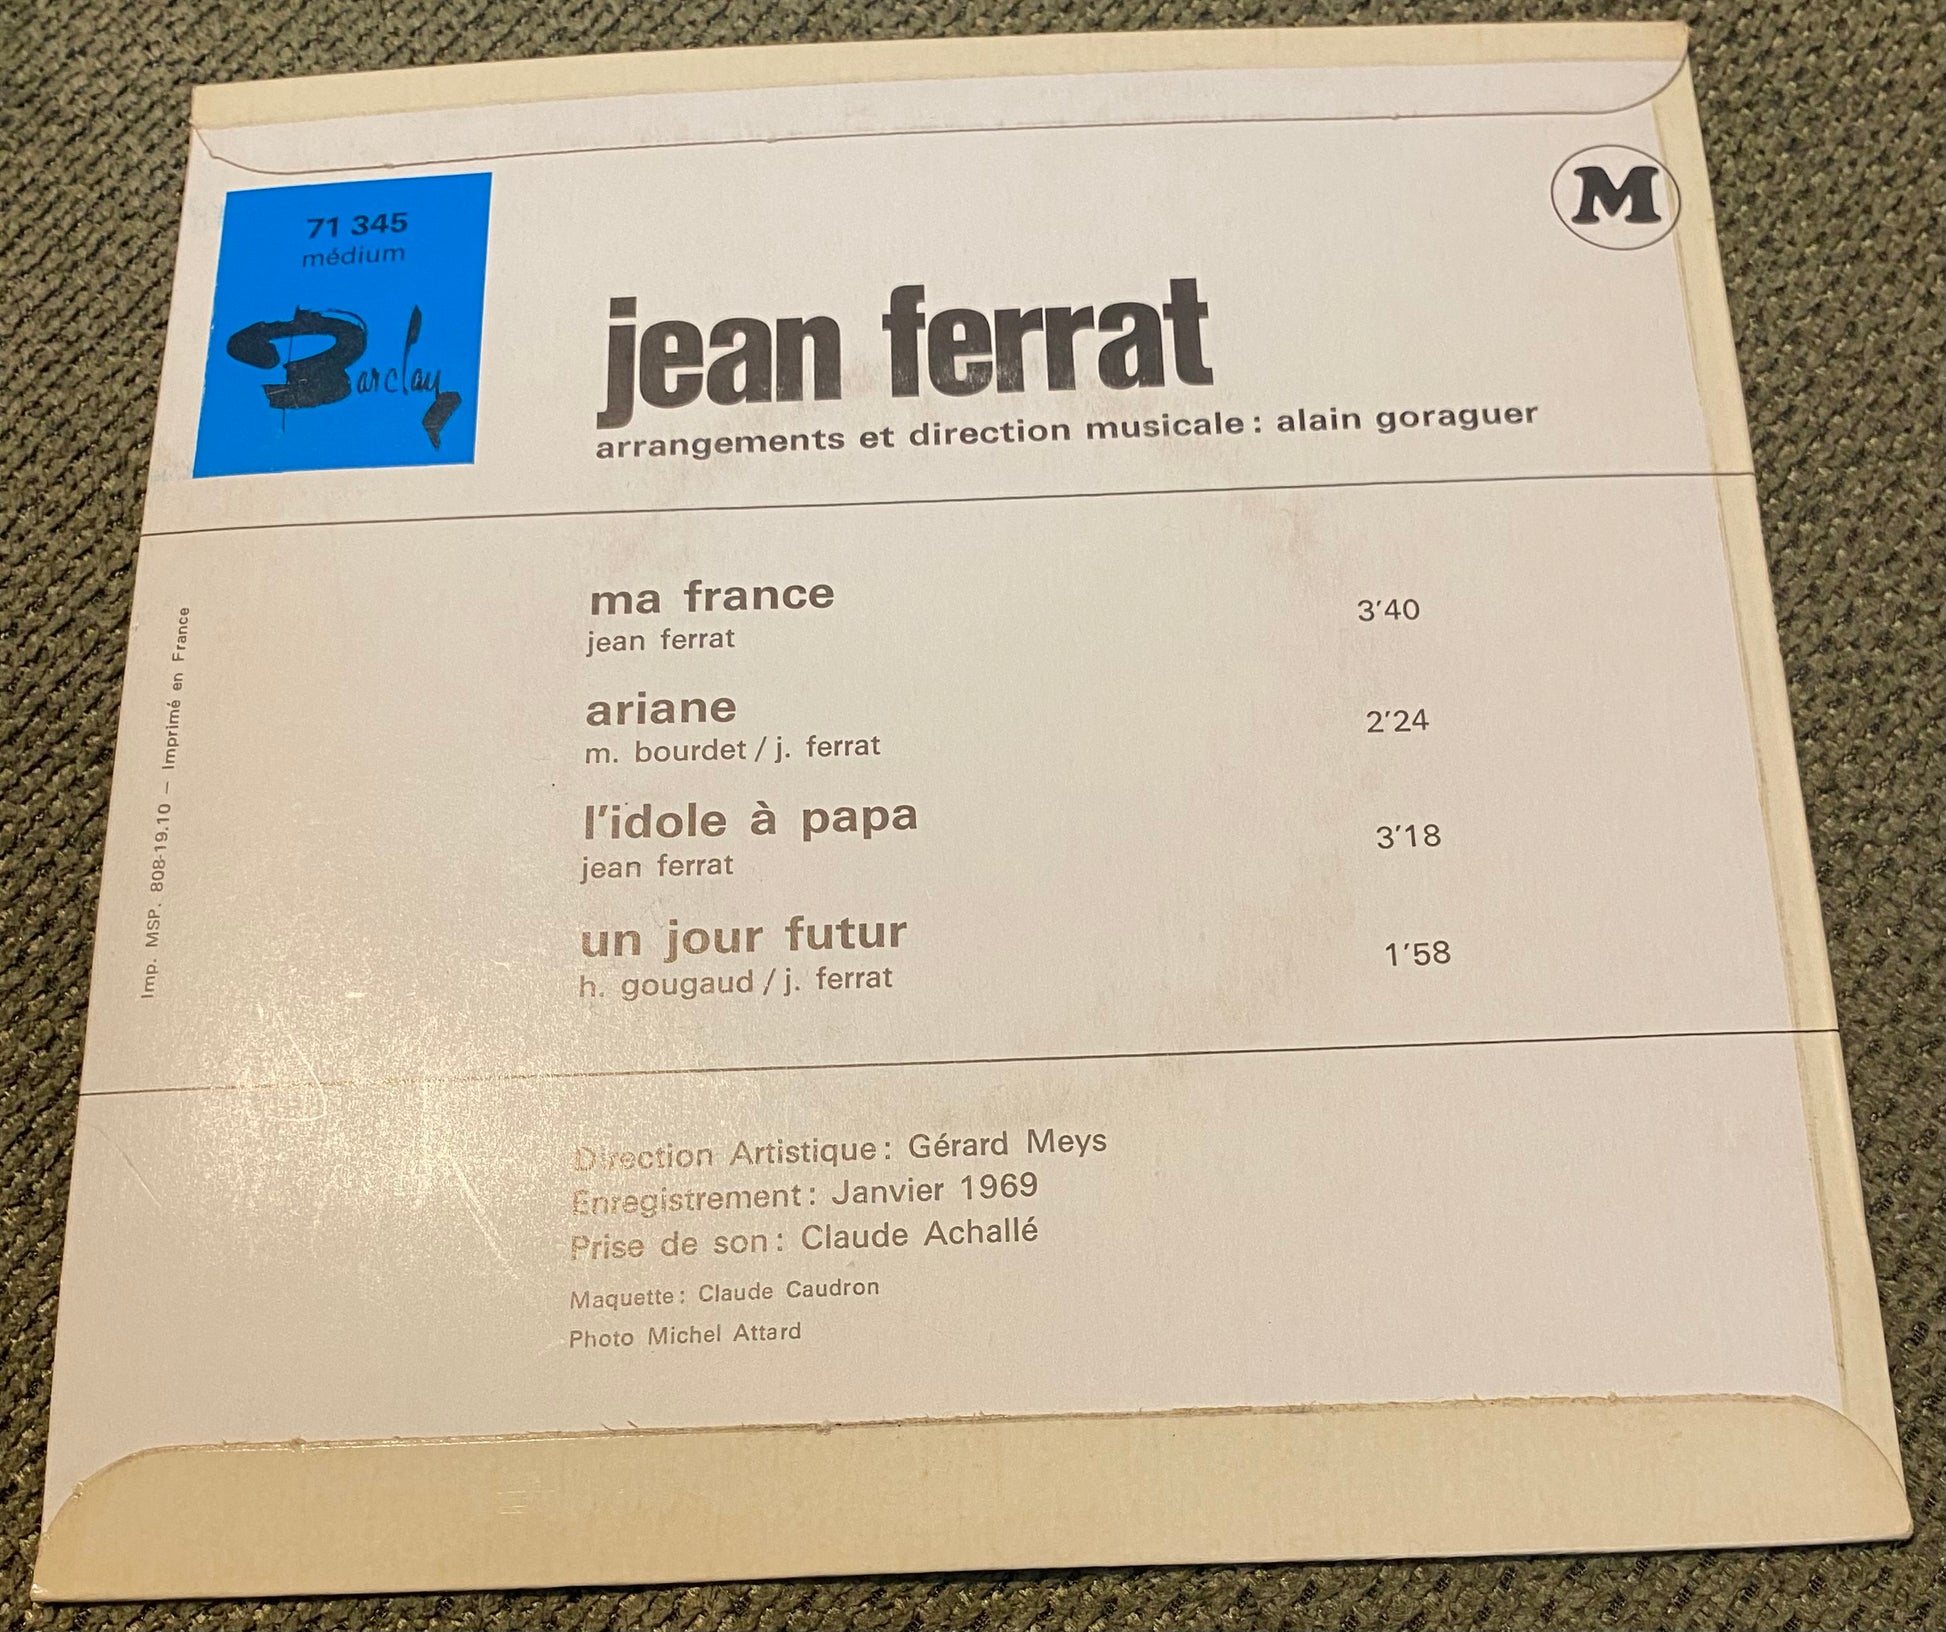 71 345
médium
Barclay
M
jean ferrat
arrangements et direction musicale : alain goraguer
ma france 3'40
jean ferrat
ariane 2'24
m. bourdet / j. ferrat
l'idole à papa 3'18
jean ferrat
un jour futur 1'58
h. gougaud / j. ferrat
Imp. MSP. 808-19.10 – Imprimé en France
Direction Artistique : Gérard Meys
Enregistrement : Janvier 1969
Prise de son : Claude Achallé
Maquette : Claude Caudron
Photo Michel Attard